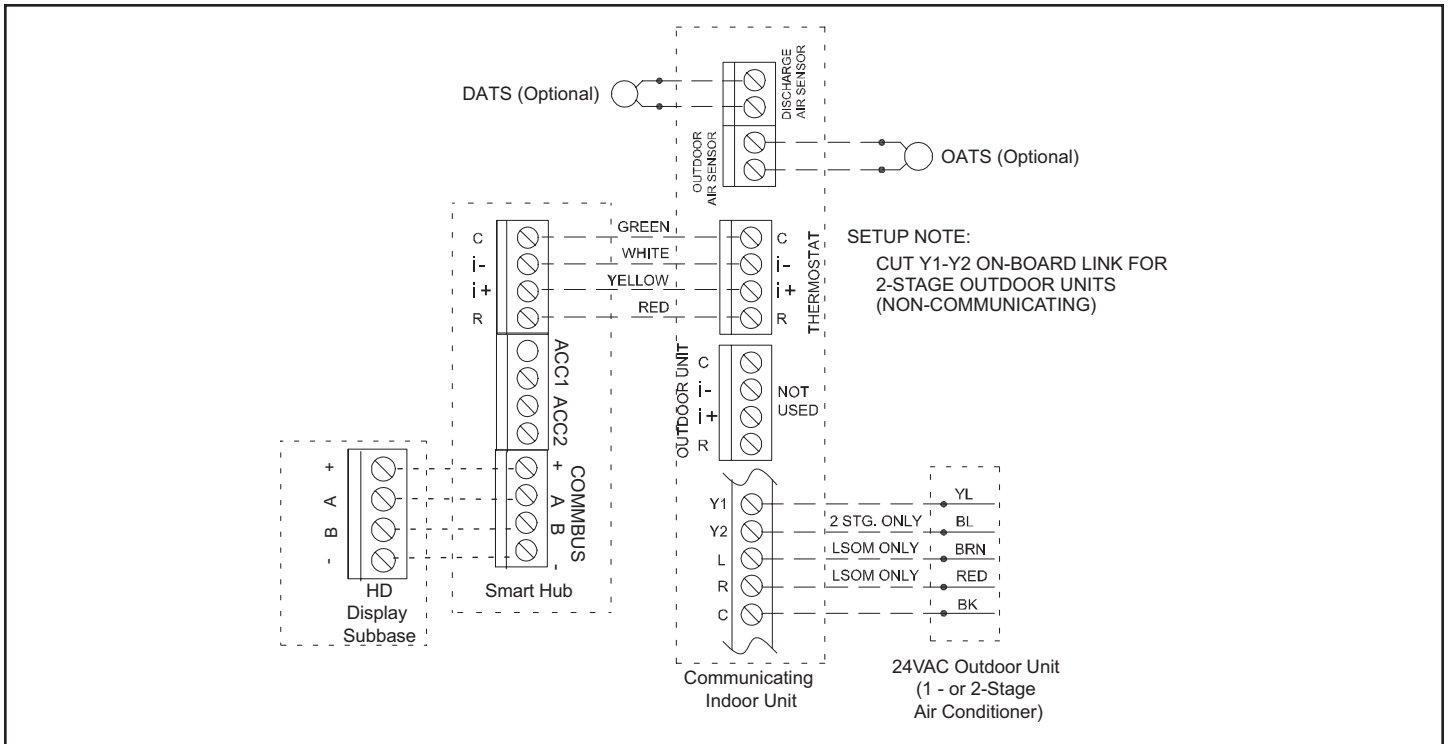 DISCHARGE
AIR SENSOR
DATS (Optional)
OUTDOOR
AIR SENSOR
OATS (Optional)
C
i-
i+
R
GREEN
WHITE
YELLOW
RED
C
i-
i+
R
THERMOSTAT
SETUP NOTE:
CUT Y1-Y2 ON-BOARD LINK FOR
2-STAGE OUTDOOR UNITS
(NON-COMMUNICATING)
ACC1
ACC2
OUTDOOR UNIT
C
i-
i+
R
NOT
USED
+
A
B
-
HD
Display
Subbase
+
A
B
-
COMMBUS
Smart Hub
Y1
Y2
L
R
C
2 STG. ONLY
LSOM ONLY
LSOM ONLY
YL
BL
BRN
RED
BK
Communicating
Indoor Unit
24VAC Outdoor Unit
(1 - or 2-Stage
Air Conditioner)